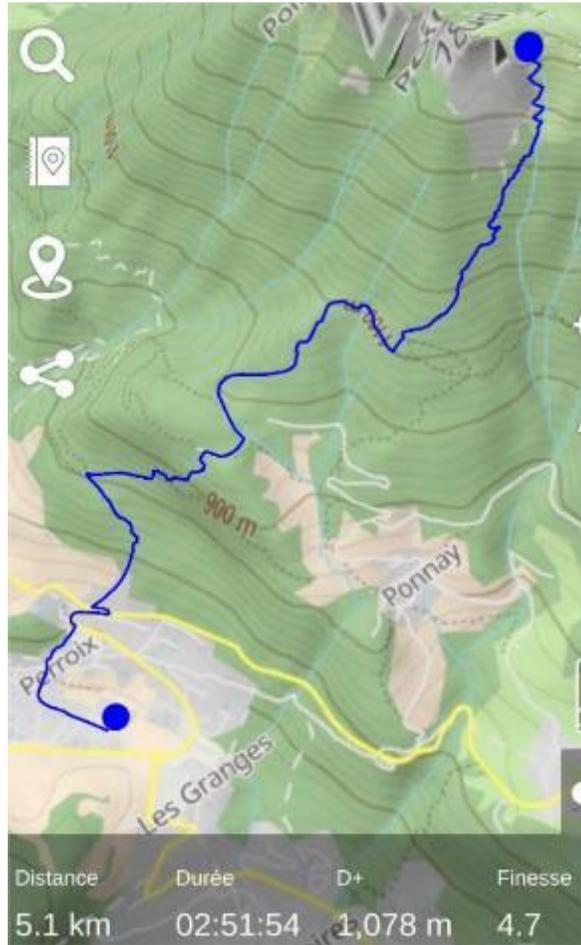 900 m
Ponnay
Perroix
Les Granges
Distance
Durée
D+
Finesse
5.1 km
02:51:54
1,078 m
4.7